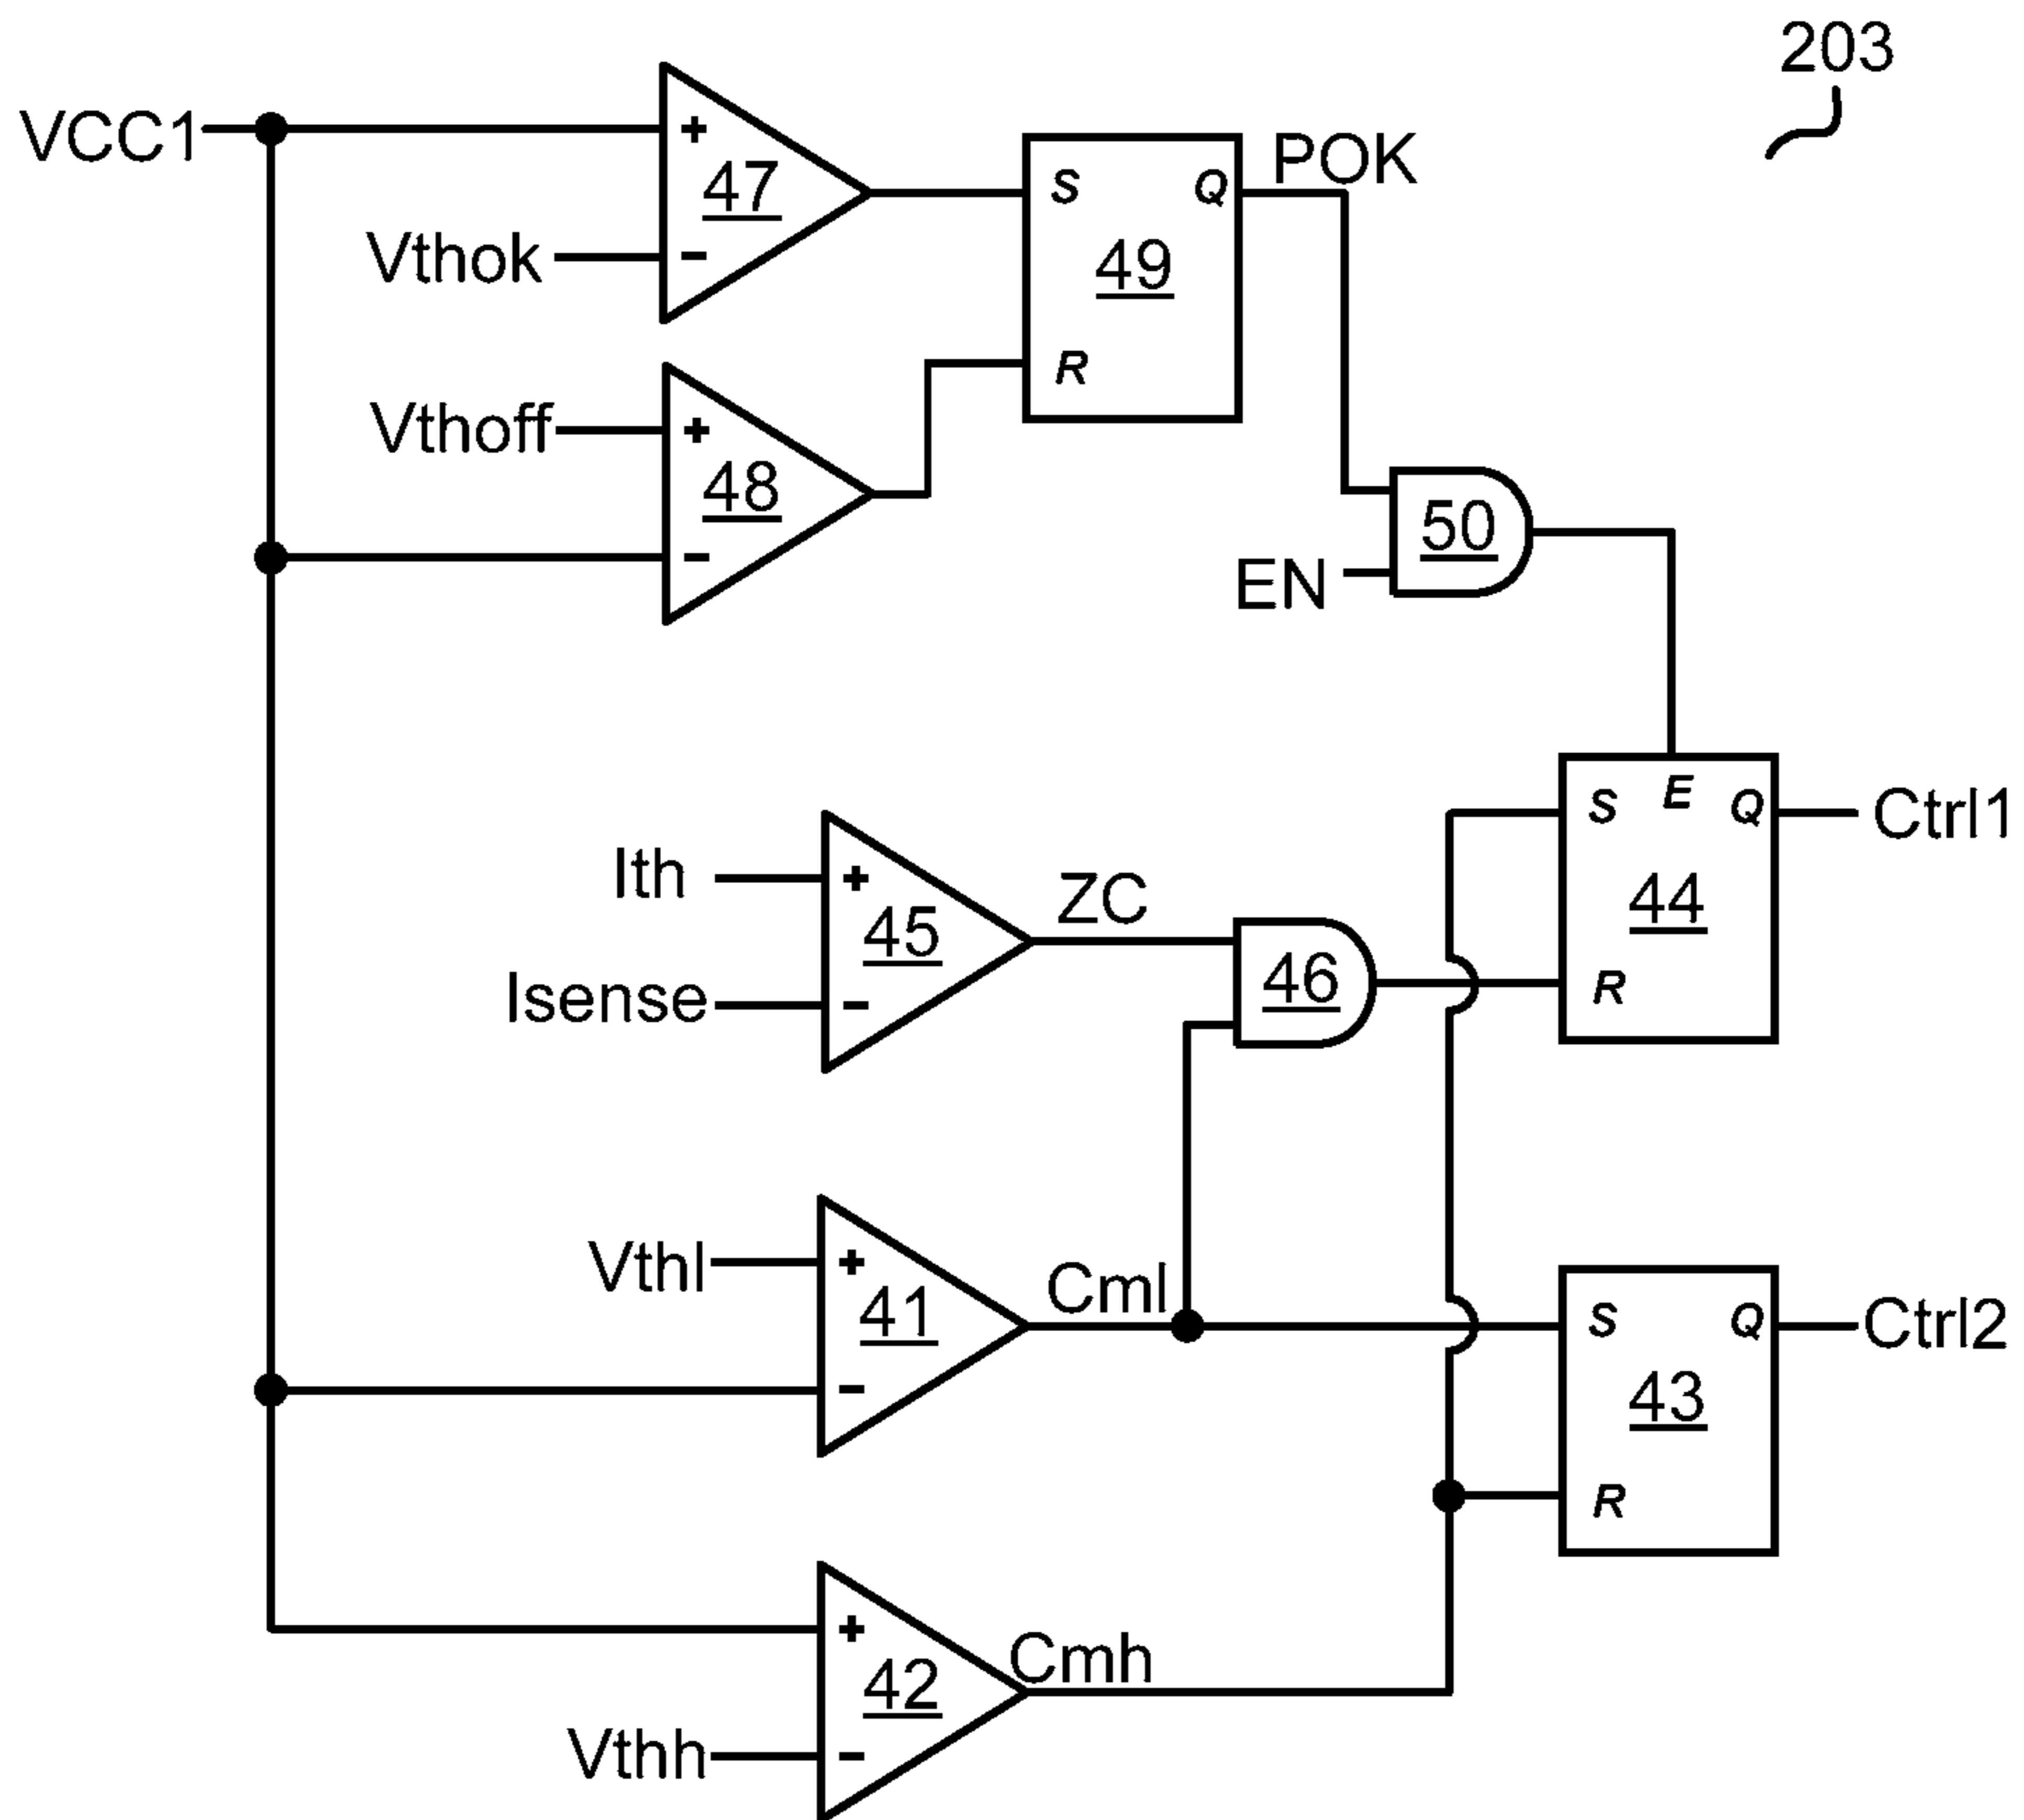 203
VCC1
+
47
-
Vthok
S
Q
POK
49
R
Vthoff
+
48
-
50
EN
S
E
Q
Ctrl1
44
R
Ith
+
45
ZC
Isense
-
46
Vthl
+
41
Cml
-
S
Q
Ctrl2
43
R
+
42
Cmh
Vthh
-